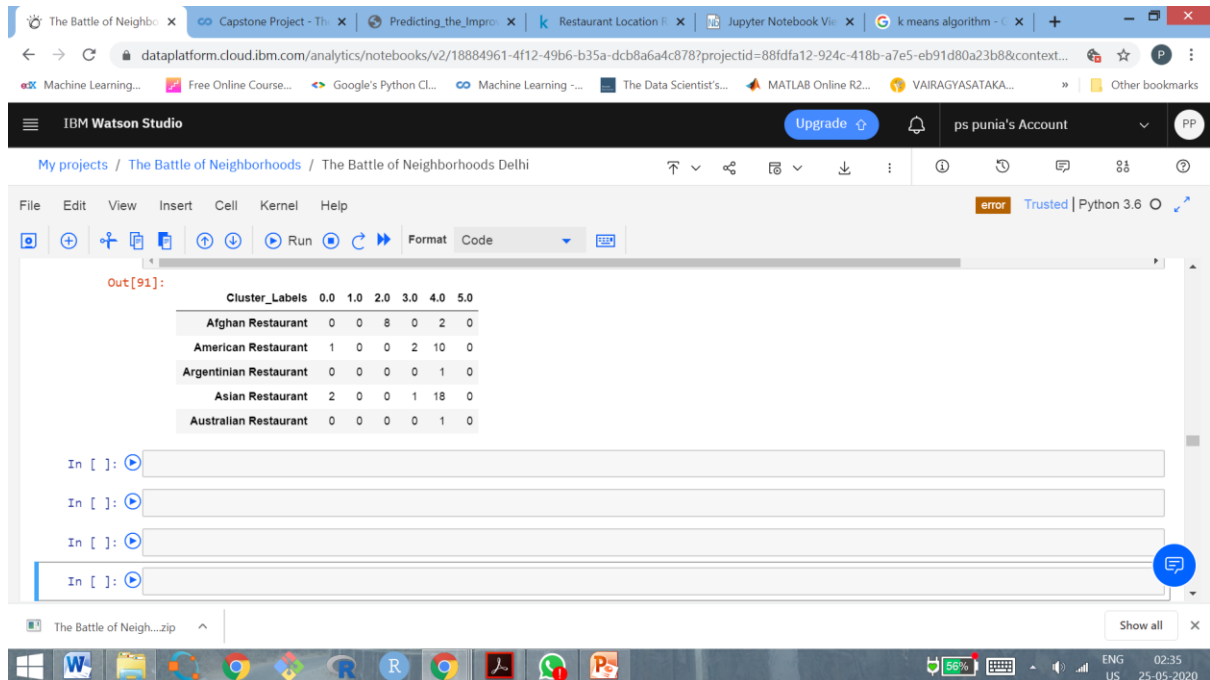 The Battle of Neighbo
Capstone Project - Th
Predicting_the_Impro
Restaurant Location R
Jupyter Notebook Vie
k means algorithm - G
dataplatform.cloud.ibm.com/analytics/notebooks/v2/18884961-4f12-49b6-b35a-dcb8a6a4c878?projectid=88fdfa12-924c-418b-a7e5-eb91d80a23b8&context...
P
Machine Learning...
Free Online Course...
Google's Python Cl...
Machine Learning -...
The Data Scientist's...
MATLAB Online R2...
VAIRAGYASATAKA...
»
Other bookmarks
IBM Watson Studio
Upgrade
ps punia's Account
PP
My projects / The Battle of Neighborhoods / The Battle of Neighborhoods Delhi
File Edit View Insert Cell Kernel Help
error Trusted | Python 3.6
Run Format Code
Out[91]:
Cluster_Labels 0.0 1.0 2.0 3.0 4.0 5.0
Afghan Restaurant 0 0 8 0 2 0
American Restaurant 1 0 0 2 10 0
Argentinian Restaurant 0 0 0 0 1 0
Asian Restaurant 2 0 0 1 18 0
Australian Restaurant 0 0 0 0 1 0
In [ ]:
In [ ]:
In [ ]:
In [ ]:
The Battle of Neigh....zip
Show all
56%
ENG
US
02:35
25-05-2020